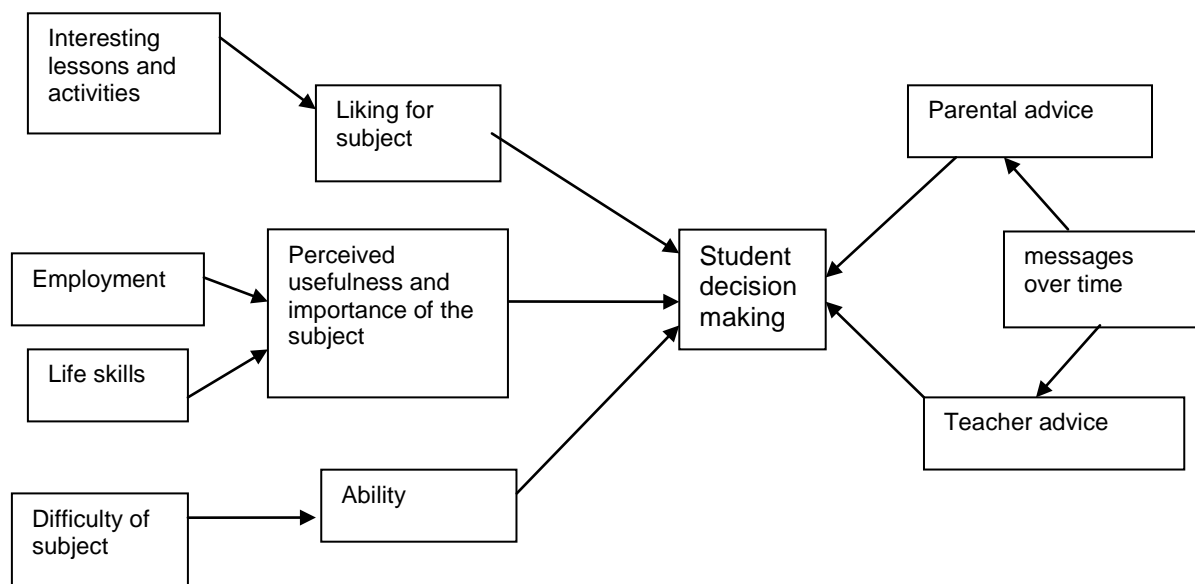 Interesting
lessons and
activities
Liking for
subject
Employment
Life skills
Perceived
usefulness and
importance of the
subject
Difficulty of
subject
Ability
Student
decision
making
Parental advice
messages
over time
Teacher advice